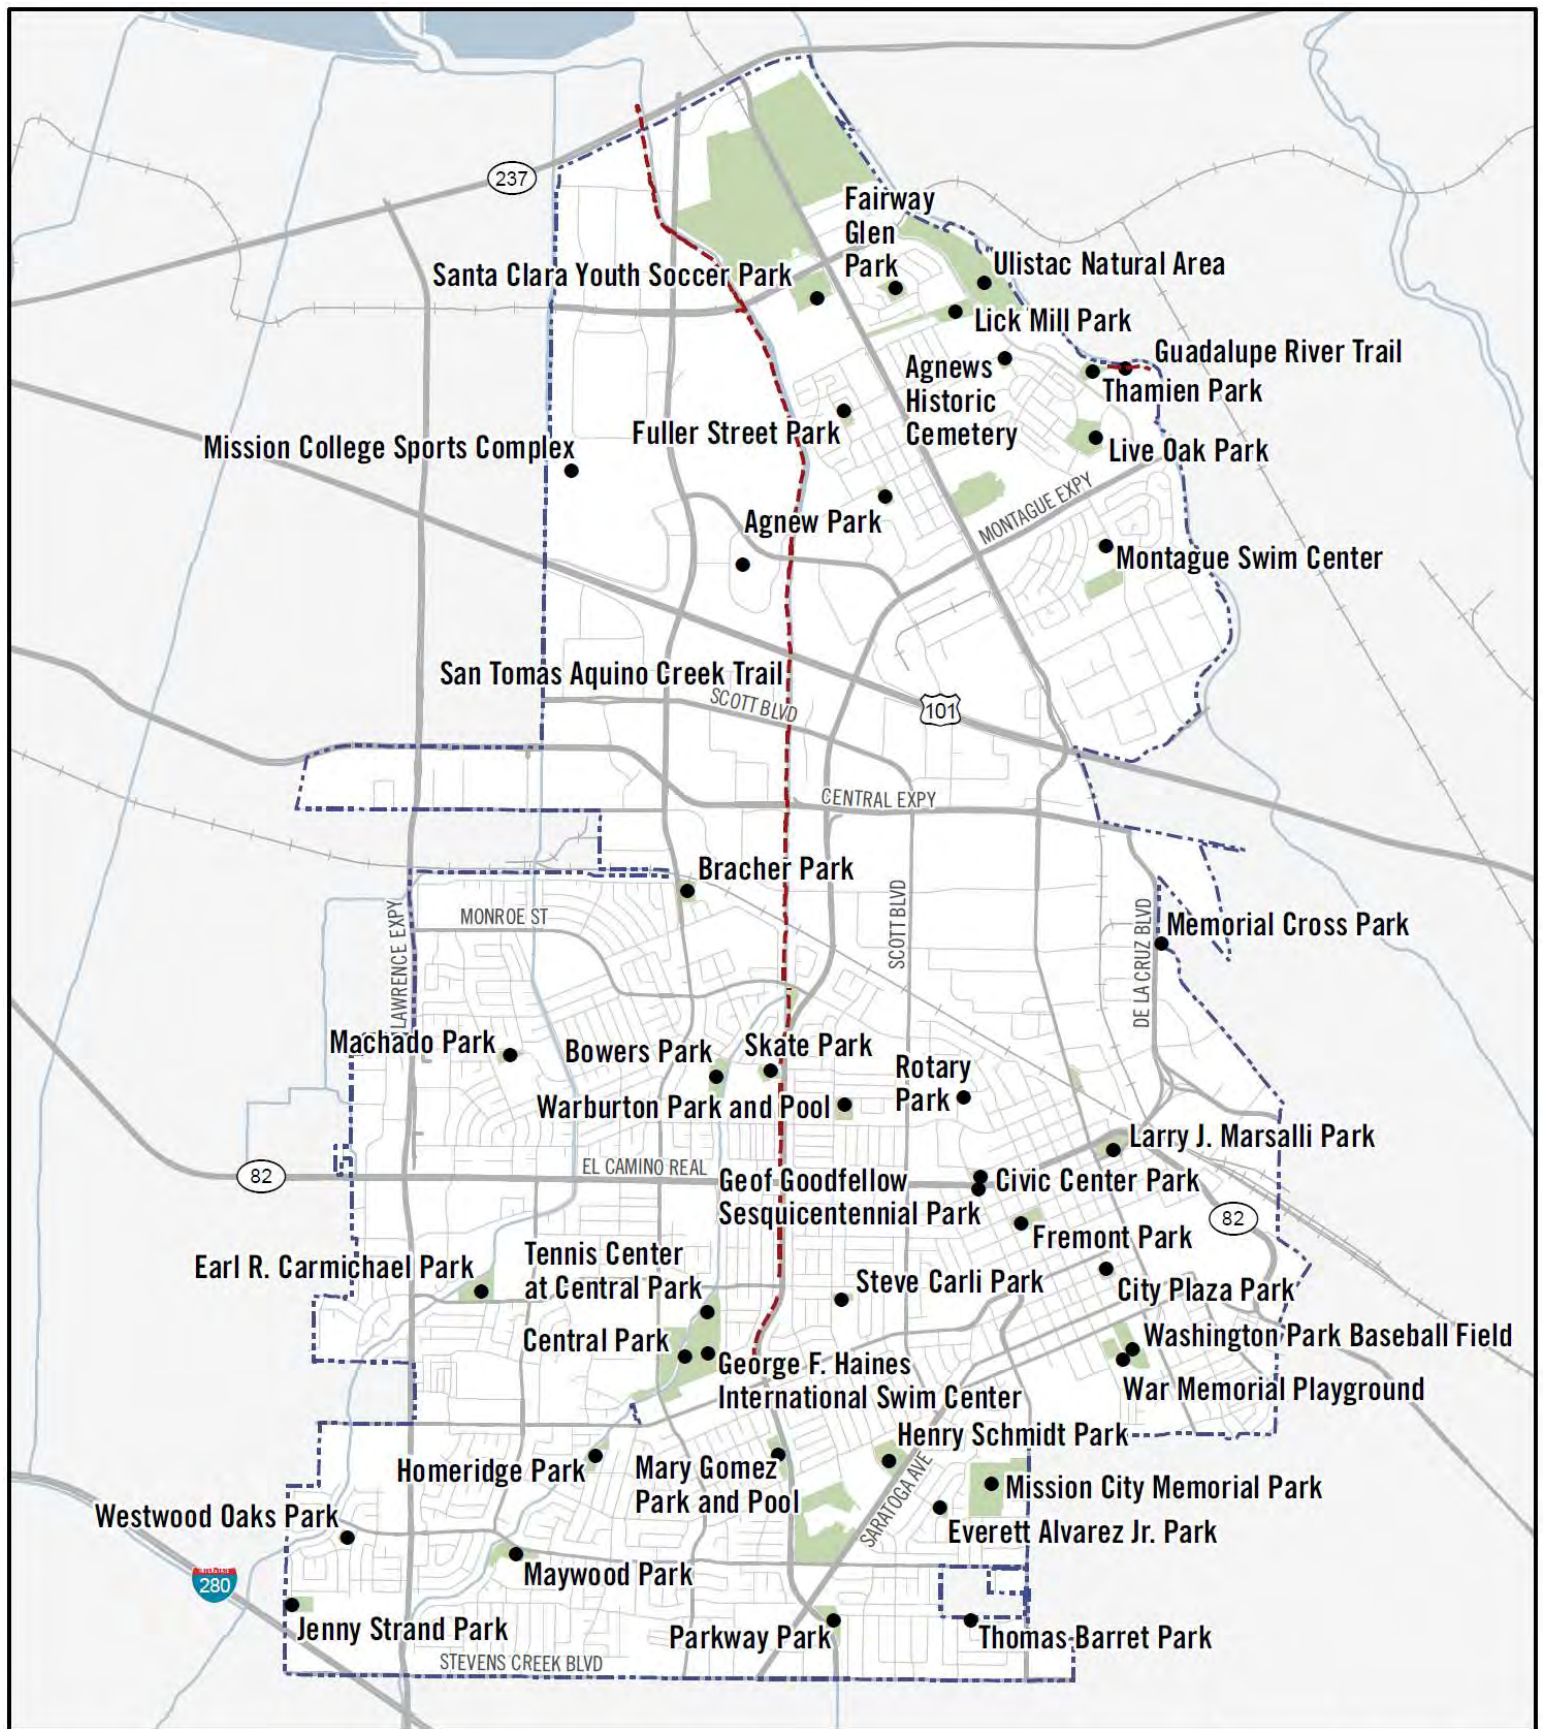 237
Fairway
Glen
Park
Santa Clara Youth Soccer Park
Ulistac Natural Area
Lick Mill Park
Guadalupe River Trail
Agnews
Historic
Cemetery
Thamien Park
Fuller Street Park
Mission College Sports Complex
Live Oak Park
MONTAGUE EXPY
Agnew Park
Montague Swim Center
San Tomas Aquino Creek Trail
SCOTT BLVD
101
CENTRAL EXPY
Bracher Park
MONROE ST
LAWRENCE EXPY
SCOTT BLVD
DE LA CRUZ BLVD
Memorial Cross Park
Machado Park
Bowers Park
Skate Park
Rotary
Park
Warburton Park and Pool
Larry J. Marsalli Park
82
EL CAMINO REAL
Geof Goodfellow
Sesquicentennial Park
Civic Center Park
82
Fremont Park
Earl R. Carmichael Park
Tennis Center
at Central Park
Steve Carli Park
City Plaza Park
Central Park
Washington Park Baseball Field
George F. Haines
International Swim Center
War Memorial Playground
Henry Schmidt Park
Homeridge Park
Mary Gomez
Park and Pool
SARATOGA AVE
Mission City Memorial Park
Westwood Oaks Park
Everett Alvarez Jr. Park
Maywood Park
280
Jenny Strand Park
Parkway Park
Thomas Barret Park
STEVENS CREEK BLVD